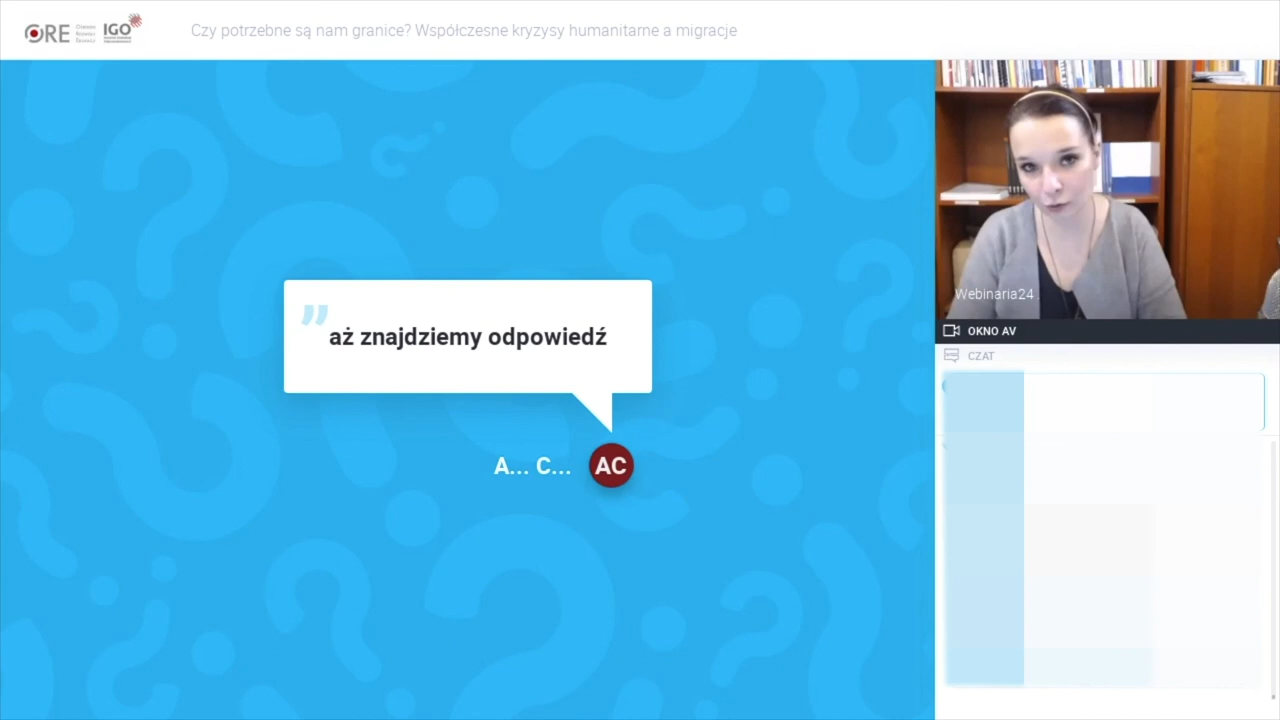 ORE
IGO
Czy potrzebne są nam granice? Współczesne kryzysy humanitarne a migracje
aż znajdziemy odpowiedź
A... C...
AC
Webinaria24 .
OKNO AV
CZAT